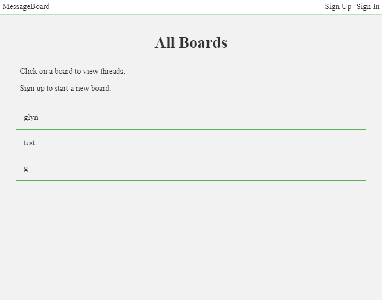 MessageBoard
Sign Up Sign In
All Boards
Click on a board to view threads.
Sign up to start a new board.
glyn
test
g